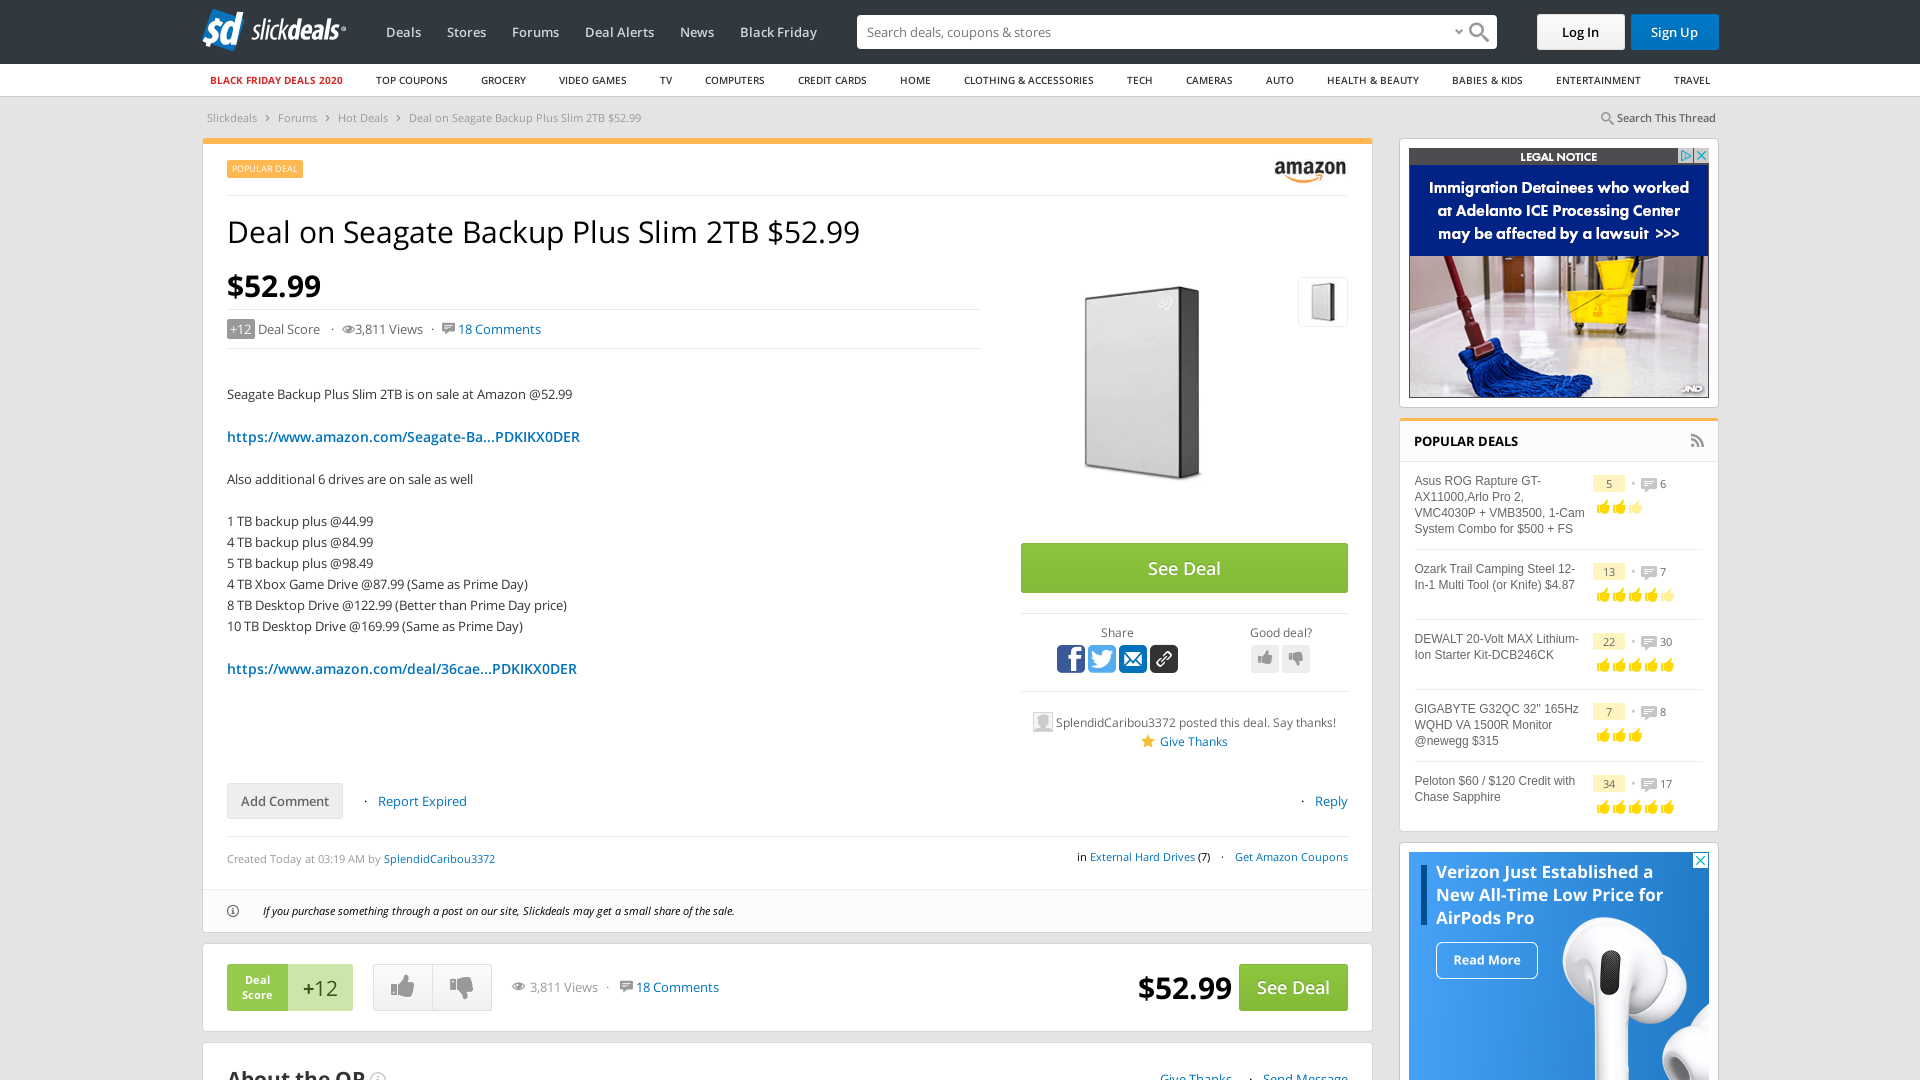 slickdeals
Deals
Stores
Forums
Deal Alerts
News
Black Friday
Search deals, coupons & stores
Log In
Sign Up
BLACK FRIDAY DEALS 2020
TOP COUPONS
GROCERY
VIDEO GAMES
TV
COMPUTERS
CREDIT CARDS
HOME
CLOTHING & ACCESSORIES
TECH
CAMERAS
AUTO
HEALTH & BEAUTY
BABIES & KIDS
ENTERTAINMENT
TRAVEL
Slickdeals › Forums › Hot Deals › Deal on Seagate Backup Plus Slim 2TB $52.99
Search This Thread
POPULAR DEAL
amazon
Deal on Seagate Backup Plus Slim 2TB $52.99
$52.99
+12 Deal Score · 3,811 Views · 18 Comments
Seagate Backup Plus Slim 2TB is on sale at Amazon @52.99
https://www.amazon.com/Seagate-Ba...PDKIKX0DER
Also additional 6 drives are on sale as well
1 TB backup plus @44.99
4 TB backup plus @84.99
5 TB backup plus @98.49
4 TB Xbox Game Drive @87.99 (Same as Prime Day)
8 TB Desktop Drive @122.99 (Better than Prime Day price)
10 TB Desktop Drive @169.99 (Same as Prime Day)
https://www.amazon.com/deal/36cae...PDKIKX0DER
See Deal
Share
Good deal?
SplendidCaribou3372 posted this deal. Say thanks!
Give Thanks
Add Comment · Report Expired
· Reply
Created Today at 03:19 AM by SplendidCaribou3372
in External Hard Drives (7) · Get Amazon Coupons
If you purchase something through a post on our site, Slickdeals may get a small share of the sale.
Deal
Score
+12
3,811 Views · 18 Comments
$52.99
See Deal
About the OP
Give Thanks · Send Message
LEGAL NOTICE
Immigration Detainees who worked
at Adelanto ICE Processing Center
may be affected by a lawsuit >>>
JND
POPULAR DEALS
Asus ROG Rapture GT-
AX11000,Arlo Pro 2,
VMC4030P + VMB3500, 1-Cam
System Combo for $500 + FS
5 · 6
Ozark Trail Camping Steel 12-
In-1 Multi Tool (or Knife) $4.87
13 · 7
DEWALT 20-Volt MAX Lithium-
Ion Starter Kit-DCB246CK
22 · 30
GIGABYTE G32QC 32" 165Hz
WQHD VA 1500R Monitor
@newegg $315
7 · 8
Peloton $60 / $120 Credit with
Chase Sapphire
34 · 17
Verizon Just Established a
New All-Time Low Price for
AirPods Pro
Read More